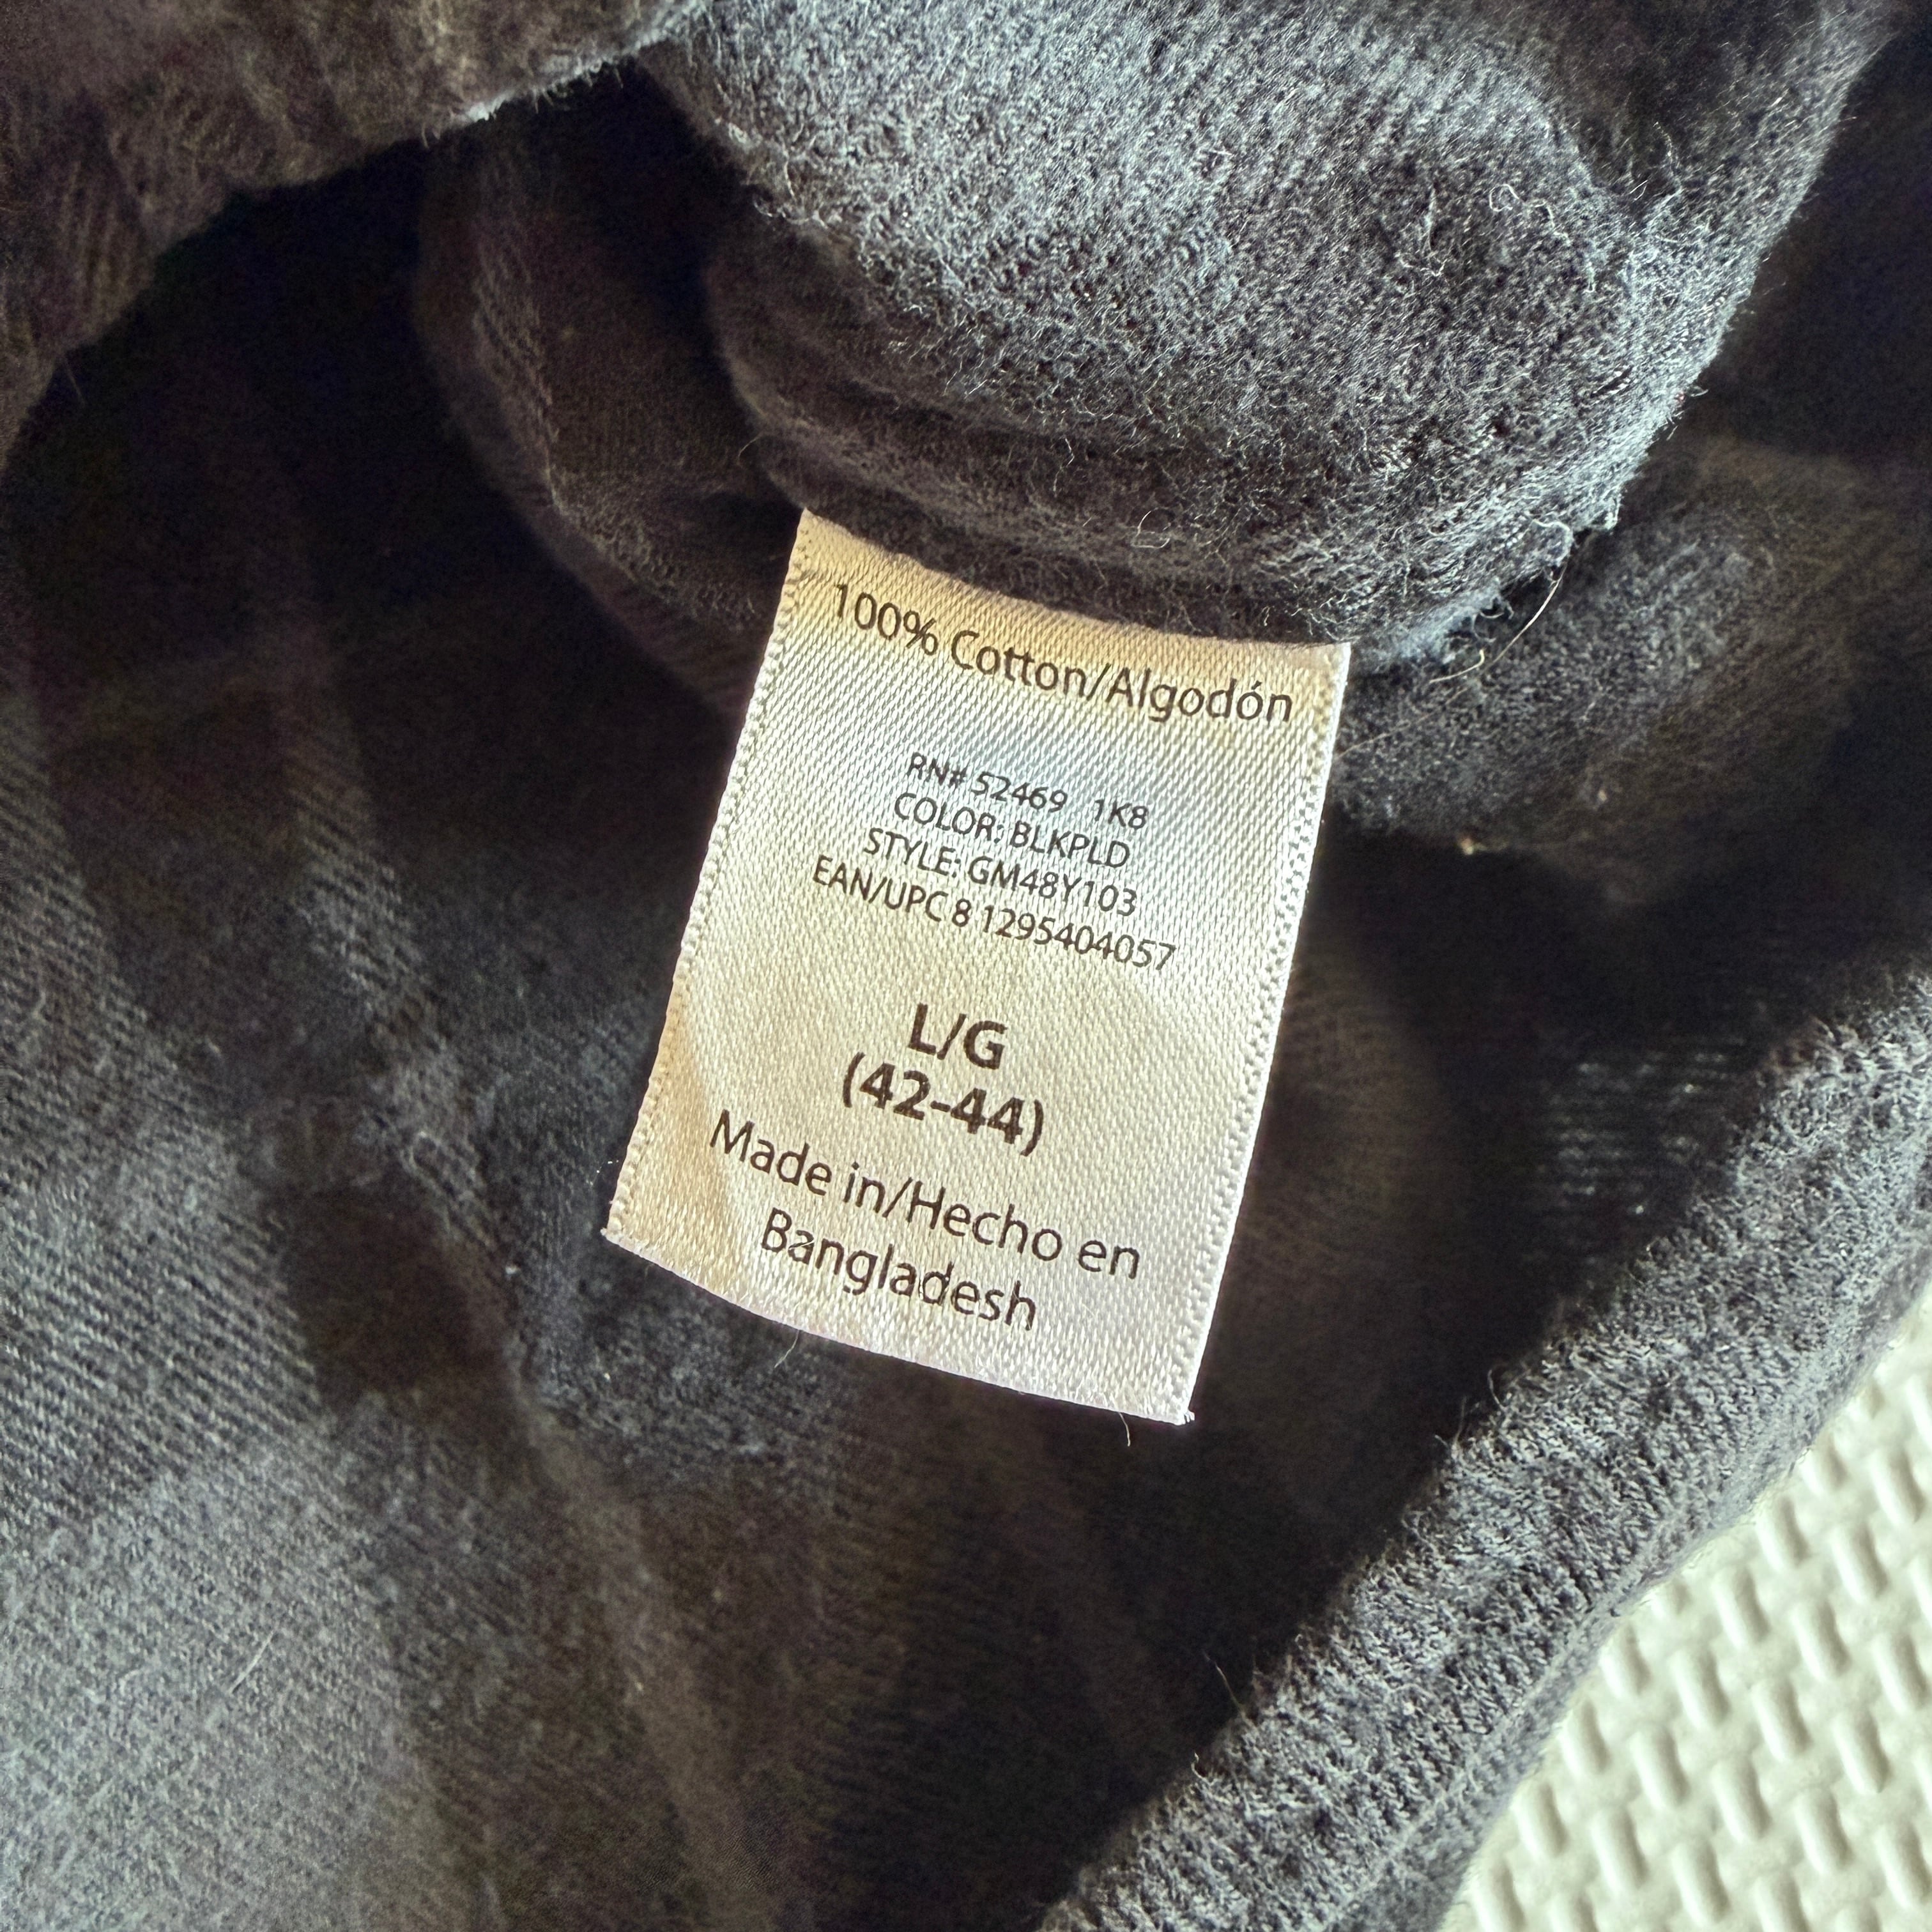 100% Cotton/Algodón
RN# 52469 1K8
COLOR: BLKPLD
STYLE: GM48Y103
EAN/UPC 8 1295404057
L/G
(42-44)
Made in/Hecho en
Bangladesh